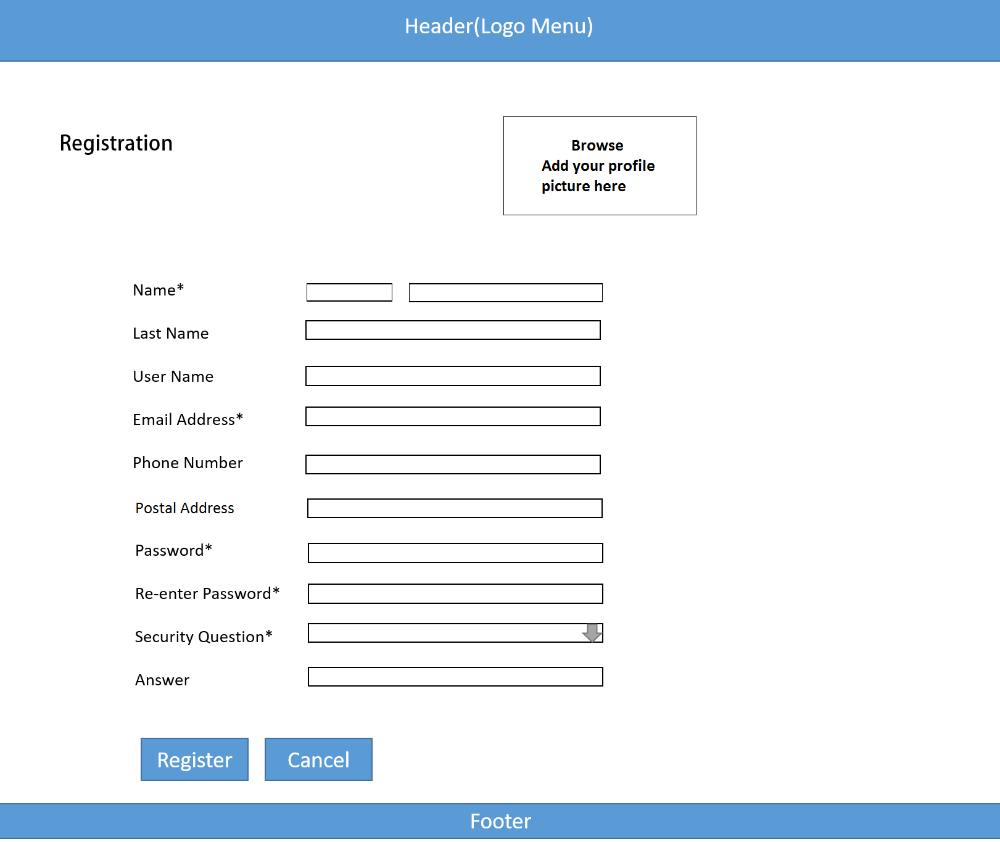 Header(Logo Menu)
Registration
Browse
Add your profile
picture here
Name*
Last Name
User Name
Email Address*
Phone Number
Postal Address
Password*
Re-enter Password*
Security Question*
Answer
Register
Cancel
Footer